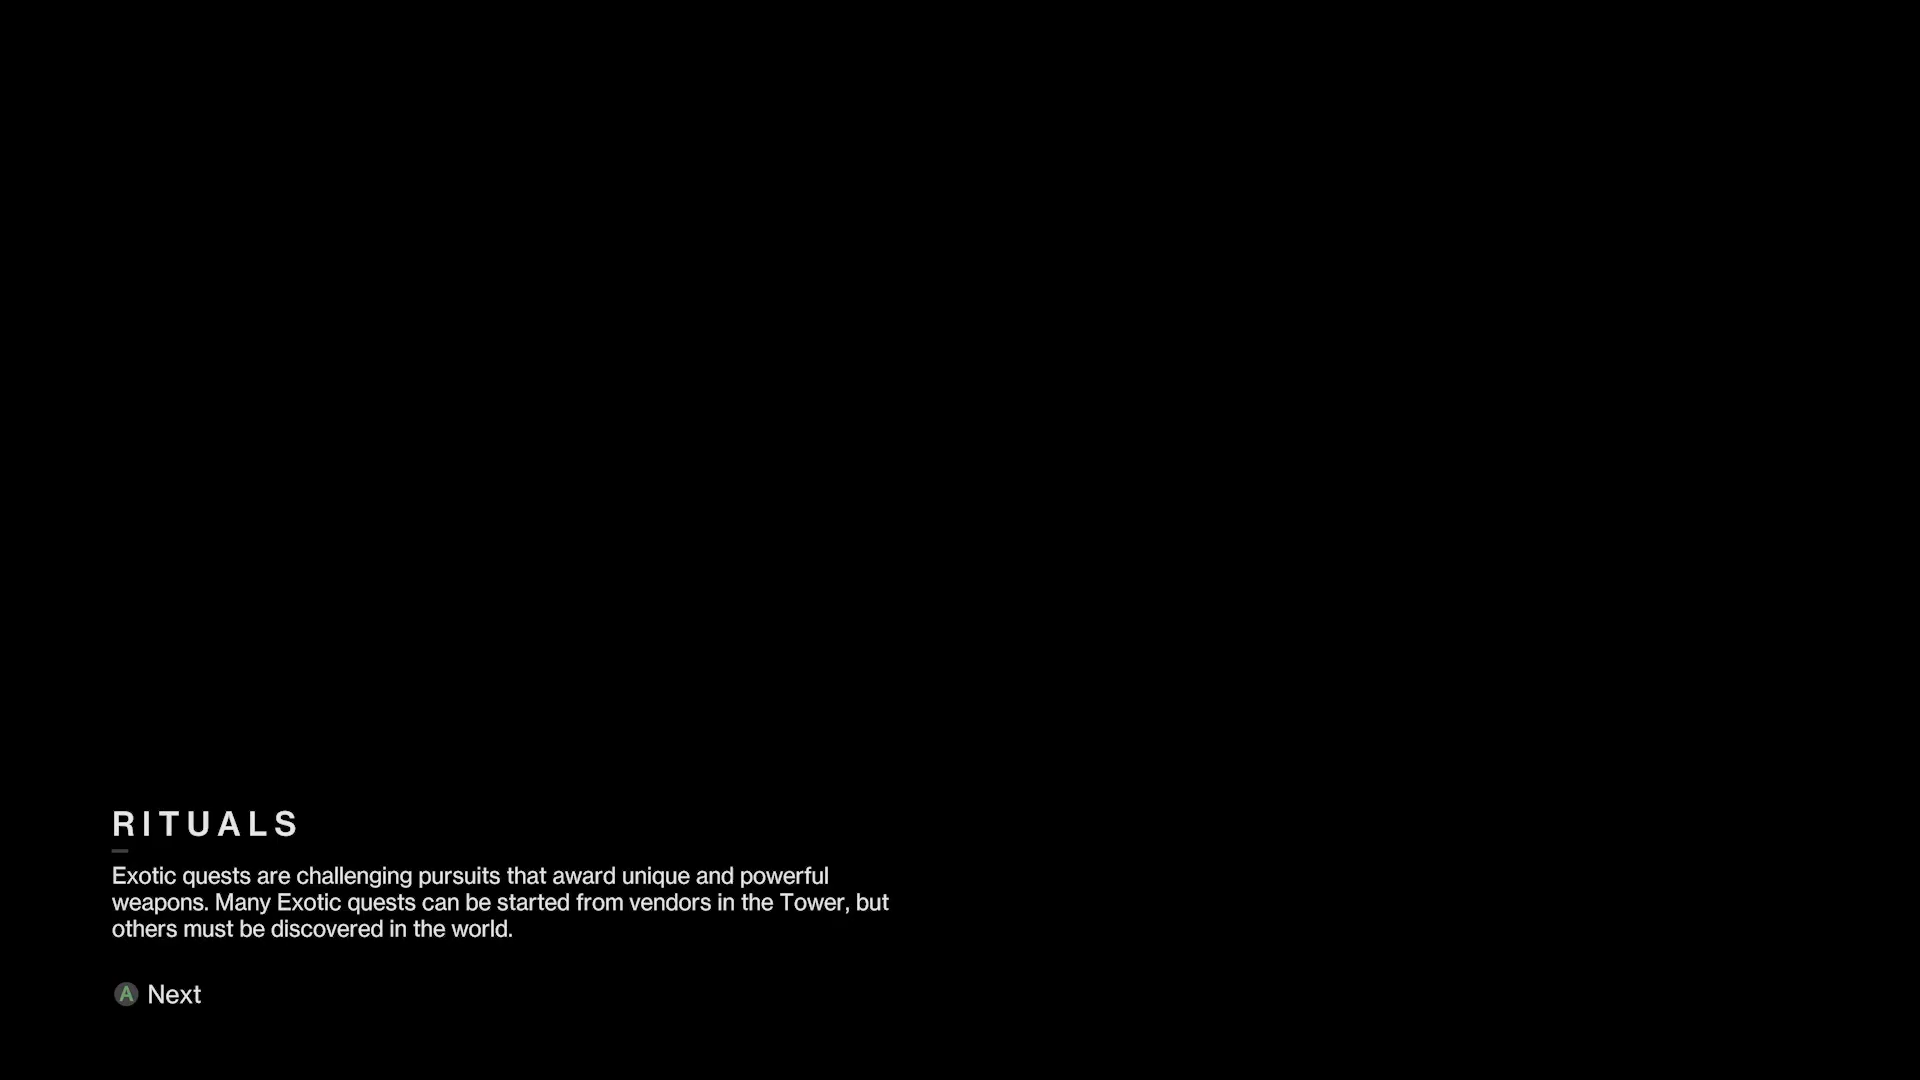 RITUALS
Exotic quests are challenging pursuits that award unique and powerful
weapons. Many Exotic quests can be started from vendors in the Tower, but
others must be discovered in the world.
A Next